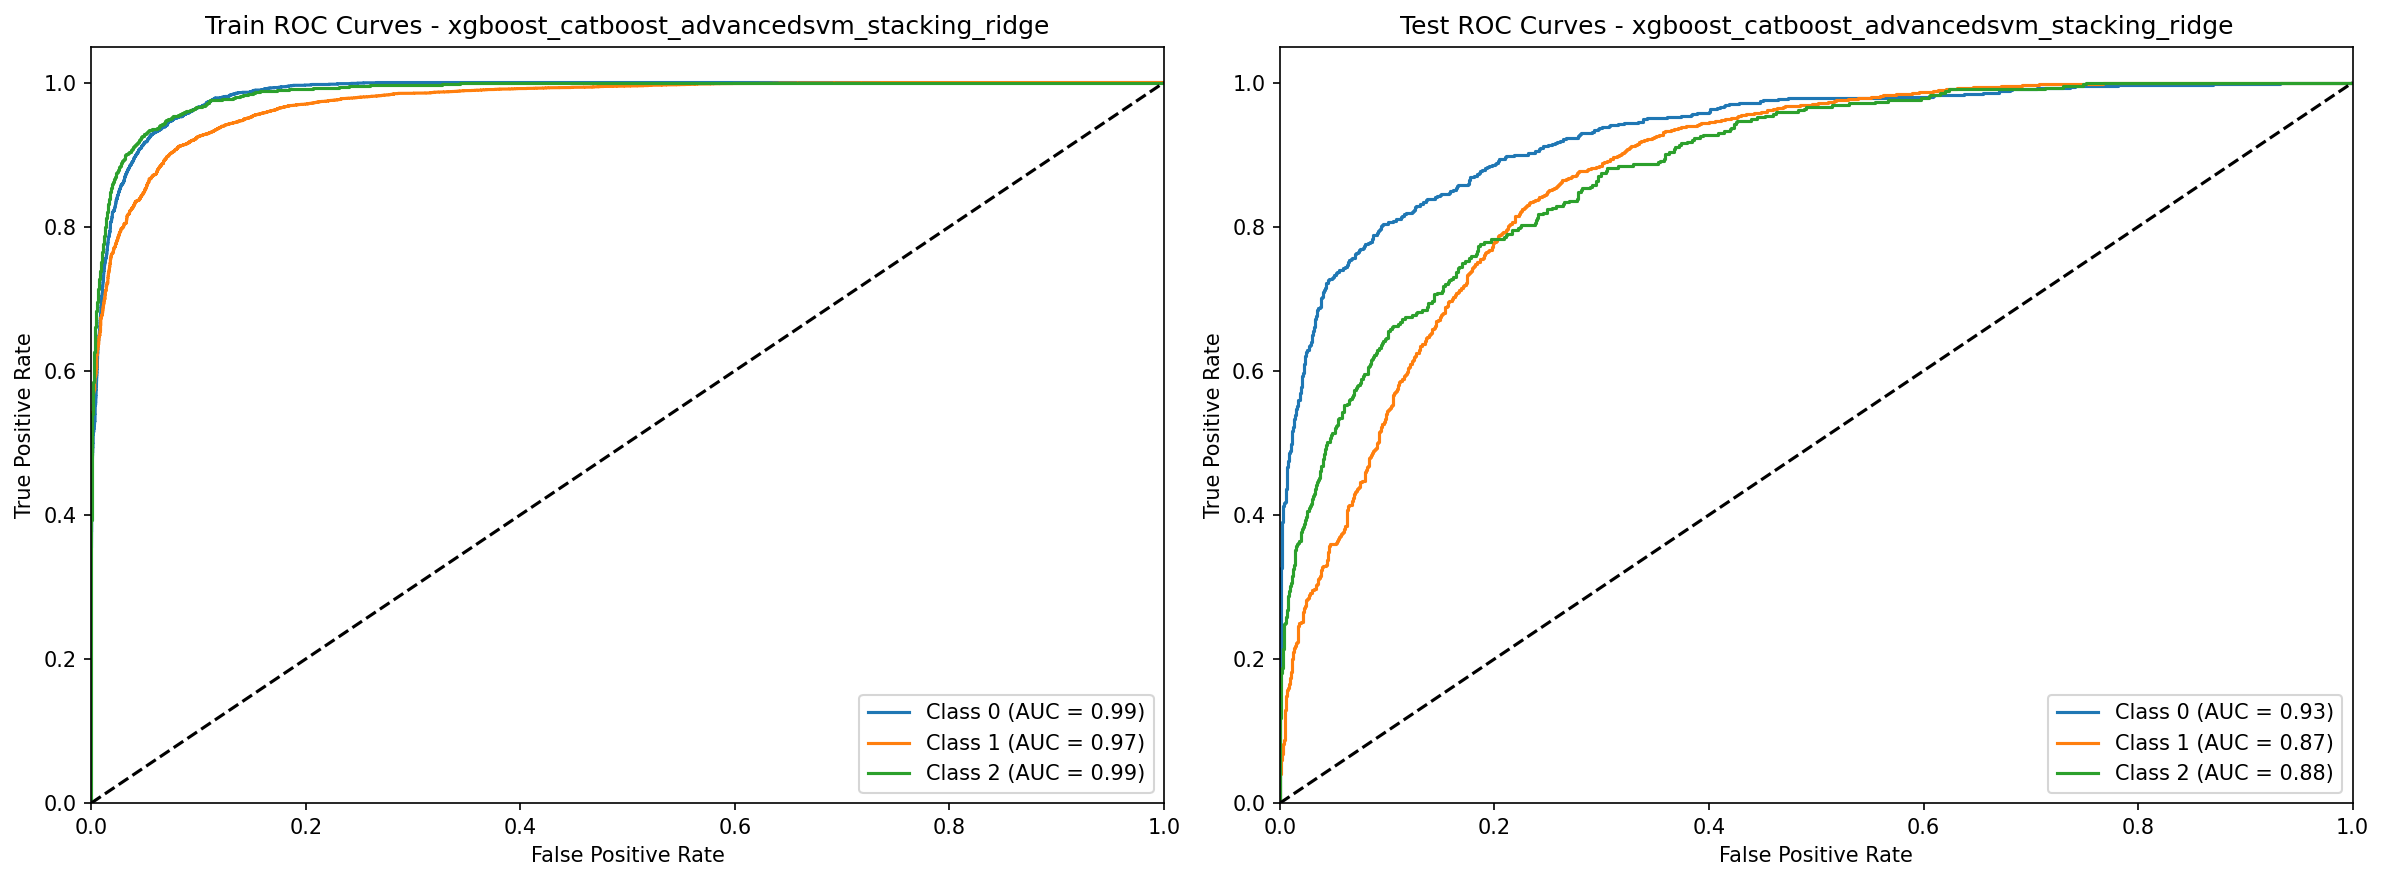 Train ROC Curves - xgboost_catboost_advancedsvm_stacking_ridge
True Positive Rate
1.0
0.8
0.6
0.4
0.2
0.0
Class 0 (AUC = 0.99)
Class 1 (AUC = 0.97)
Class 2 (AUC = 0.99)
0.0 0.2 0.4 0.6 0.8 1.0
False Positive Rate
Test ROC Curves - xgboost_catboost_advancedsvm_stacking_ridge
True Positive Rate
1.0
0.8
0.6
0.4
0.2
0.0
Class 0 (AUC = 0.93)
Class 1 (AUC = 0.87)
Class 2 (AUC = 0.88)
0.0 0.2 0.4 0.6 0.8 1.0
False Positive Rate